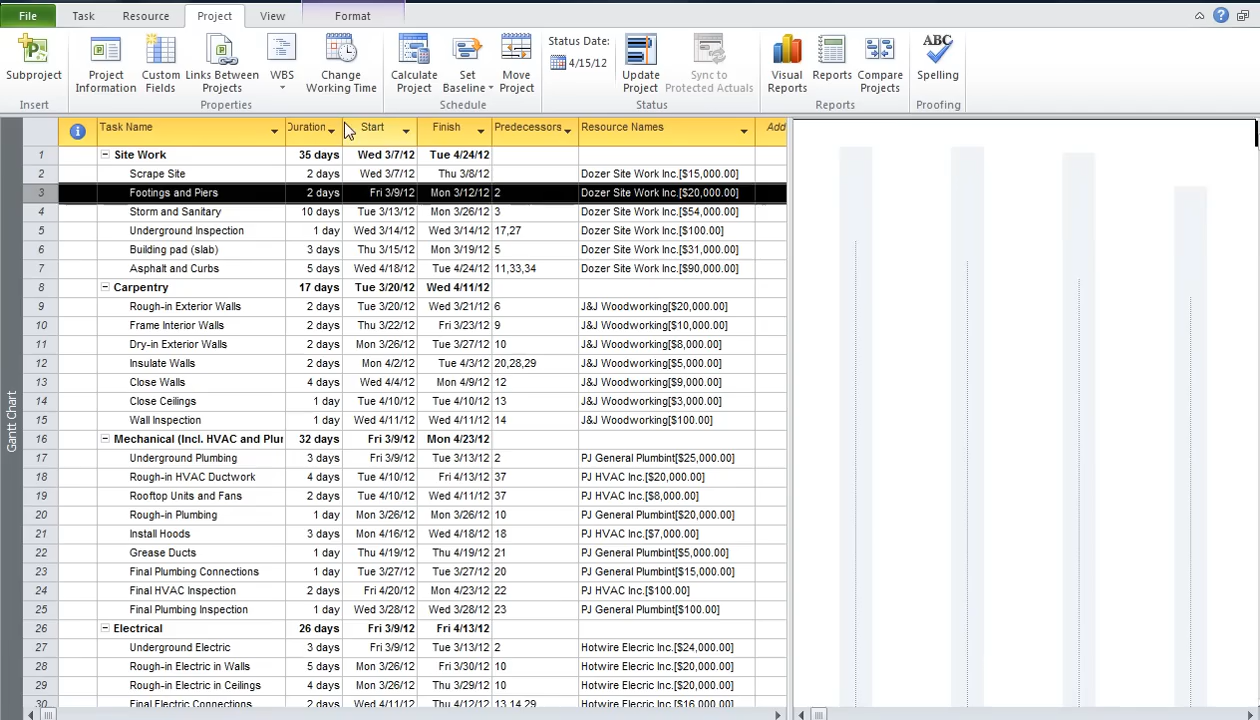 File Task Resource Project View Format
Subproject Project Information Custom Fields Links Between Projects WBS Change Working Time Calculate Project Set Baseline Move Project Status Date: 4/15/12 Update Project Sync to Protected Actuals Visual Reports Reports Compare Projects ABC Spelling
Insert Properties Schedule Status Reports Proofing
Task Name Duration Start Finish Predecessors Resource Names Add
1 Site Work 35 days Wed 3/7/12 Tue 4/24/12
2 Scrape Site 2 days Wed 3/7/12 Thu 3/8/12 Dozer Site Work Inc.[$15,000.00]
3 Footings and Piers 2 days Fri 3/9/12 Mon 3/12/12 2 Dozer Site Work Inc.[$20,000.00]
4 Storm and Sanitary 10 days Tue 3/13/12 Mon 3/26/12 3 Dozer Site Work Inc.[$54,000.00]
5 Underground Inspection 1 day Wed 3/14/12 Wed 3/14/12 17,27 Dozer Site Work Inc.[$100.00]
6 Building pad (slab) 3 days Thu 3/15/12 Mon 3/19/12 5 Dozer Site Work Inc.[$31,000.00]
7 Asphalt and Curbs 5 days Wed 4/18/12 Tue 4/24/12 11,33,34 Dozer Site Work Inc.[$90,000.00]
8 Carpentry 17 days Tue 3/20/12 Wed 4/11/12
9 Rough-in Exterior Walls 2 days Tue 3/20/12 Wed 3/21/12 6 J&J Woodworking[$20,000.00]
10 Frame Interior Walls 2 days Thu 3/22/12 Fri 3/23/12 9 J&J Woodworking[$10,000.00]
11 Dry-in Exterior Walls 2 days Mon 3/26/12 Tue 3/27/12 10 J&J Woodworking[$8,000.00]
12 Insulate Walls 2 days Mon 4/2/12 Tue 4/3/12 20,28,29 J&J Woodworking[$5,000.00]
13 Close Walls 4 days Wed 4/4/12 Mon 4/9/12 12 J&J Woodworking[$9,000.00]
14 Close Ceilings 1 day Tue 4/10/12 Tue 4/10/12 13 J&J Woodworking[$3,000.00]
15 Wall Inspection 1 day Wed 4/11/12 Wed 4/11/12 14 J&J Woodworking[$100.00]
16 Mechanical (Incl. HVAC and Plur 32 days Fri 3/9/12 Mon 4/23/12
17 Underground Plumbing 3 days Fri 3/9/12 Tue 3/13/12 2 PJ General Plumbint[$25,000.00]
18 Rough-in HVAC Ductwork 4 days Tue 4/10/12 Fri 4/13/12 37 PJ HVAC Inc.[$20,000.00]
19 Rooftop Units and Fans 2 days Tue 4/10/12 Wed 4/11/12 37 PJ HVAC Inc.[$8,000.00]
20 Rough-in Plumbing 1 day Mon 3/26/12 Mon 3/26/12 10 PJ General Plumbint[$20,000.00]
21 Install Hoods 3 days Mon 4/16/12 Wed 4/18/12 18 PJ HVAC Inc.[$7,000.00]
22 Grease Ducts 1 day Thu 4/19/12 Thu 4/19/12 21 PJ General Plumbint[$5,000.00]
23 Final Plumbing Connections 1 day Tue 3/27/12 Tue 3/27/12 20 PJ General Plumbint[$15,000.00]
24 Final HVAC Inspection 2 days Fri 4/20/12 Mon 4/23/12 22 PJ HVAC Inc.[$100.00]
25 Final Plumbing Inspection 1 day Wed 3/28/12 Wed 3/28/12 23 PJ General Plumbint[$100.00]
26 Electrical 26 days Fri 3/9/12 Fri 4/13/12
27 Underground Electric 3 days Fri 3/9/12 Tue 3/13/12 2 Hotwire Elecric Inc.[$24,000.00]
28 Rough-in Electric in Walls 5 days Mon 3/26/12 Fri 3/30/12 10 Hotwire Elecric Inc.[$20,000.00]
29 Rough-in Electric in Ceilings 4 days Mon 3/26/12 Thu 3/29/12 10 Hotwire Elecric Inc.[$20,000.00]
30 Final Electric Connections 2 days Wed 4/11/12 Thu 4/12/12 13,14,29 Hotwire Elecric Inc.[$16,000.00]
Gantt Chart